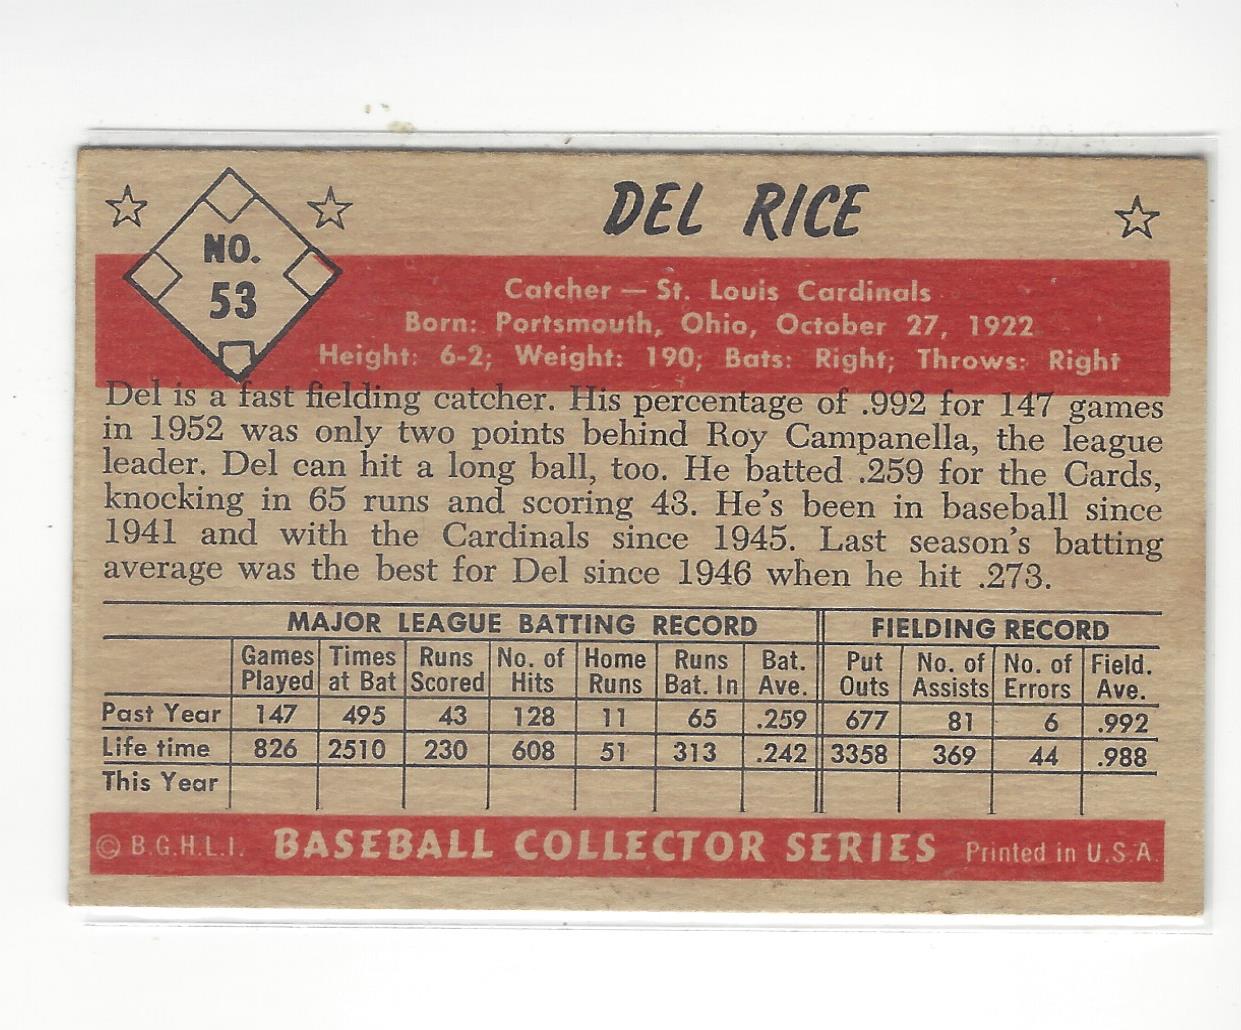 NO.
53
DEL RICE
Catcher — St. Louis Cardinals
Born: Portsmouth, Ohio, October 27, 1922
Height: 6-2; Weight: 190; Bats: Right; Throws: Right
Del is a fast fielding catcher. His percentage of .992 for 147 games
in 1952 was only two points behind Roy Campanella, the league
leader. Del can hit a long ball, too. He batted .259 for the Cards,
knocking in 65 runs and scoring 43. He's been in baseball since
1941 and with the Cardinals since 1945. Last season's batting
average was the best for Del since 1946 when he hit .273.
MAJOR LEAGUE BATTING RECORD FIELDING RECORD
Games Times Runs No. of Home Runs Bat. Put No. of No. of Field.
Played at Bat Scored Hits Runs Bat. In Ave. Outs Assists Errors Ave.
Past Year 147 495 43 128 11 65 .259 677 81 6 .992
Life time 826 2510 230 608 51 313 .242 3358 369 44 .988
This Year
© B.G.H.L.I. BASEBALL COLLECTOR SERIES Printed in U.S.A.